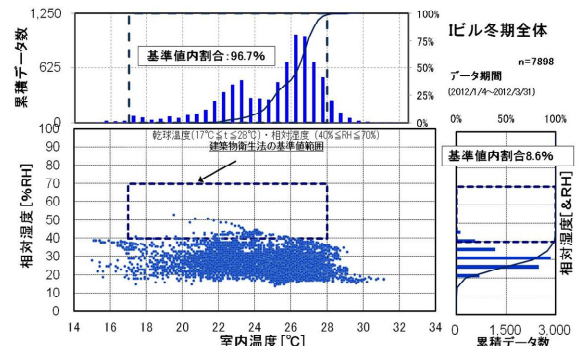 1,250
625
0
累積データ数
基準値内割合:96.7%
100%
75%
50%
25%
0%
Iビル冬期全体
n=7898
データ期間
(2012/1/4~2012/3/31)
乾球温度(17℃≦t≦28℃)・相対湿度 (40%≦RH≦70%)
建築物衛生法の基準値範囲
100
90
80
70
60
50
40
30
20
10
0
相対湿度[%RH]
14 16 18 20 22 24 26 28 30 32 34
室内温度[℃]
0% 50% 100%
基準値内割合8.6%
相対湿度[&RH]
0 1,500 3,000
累積データ数